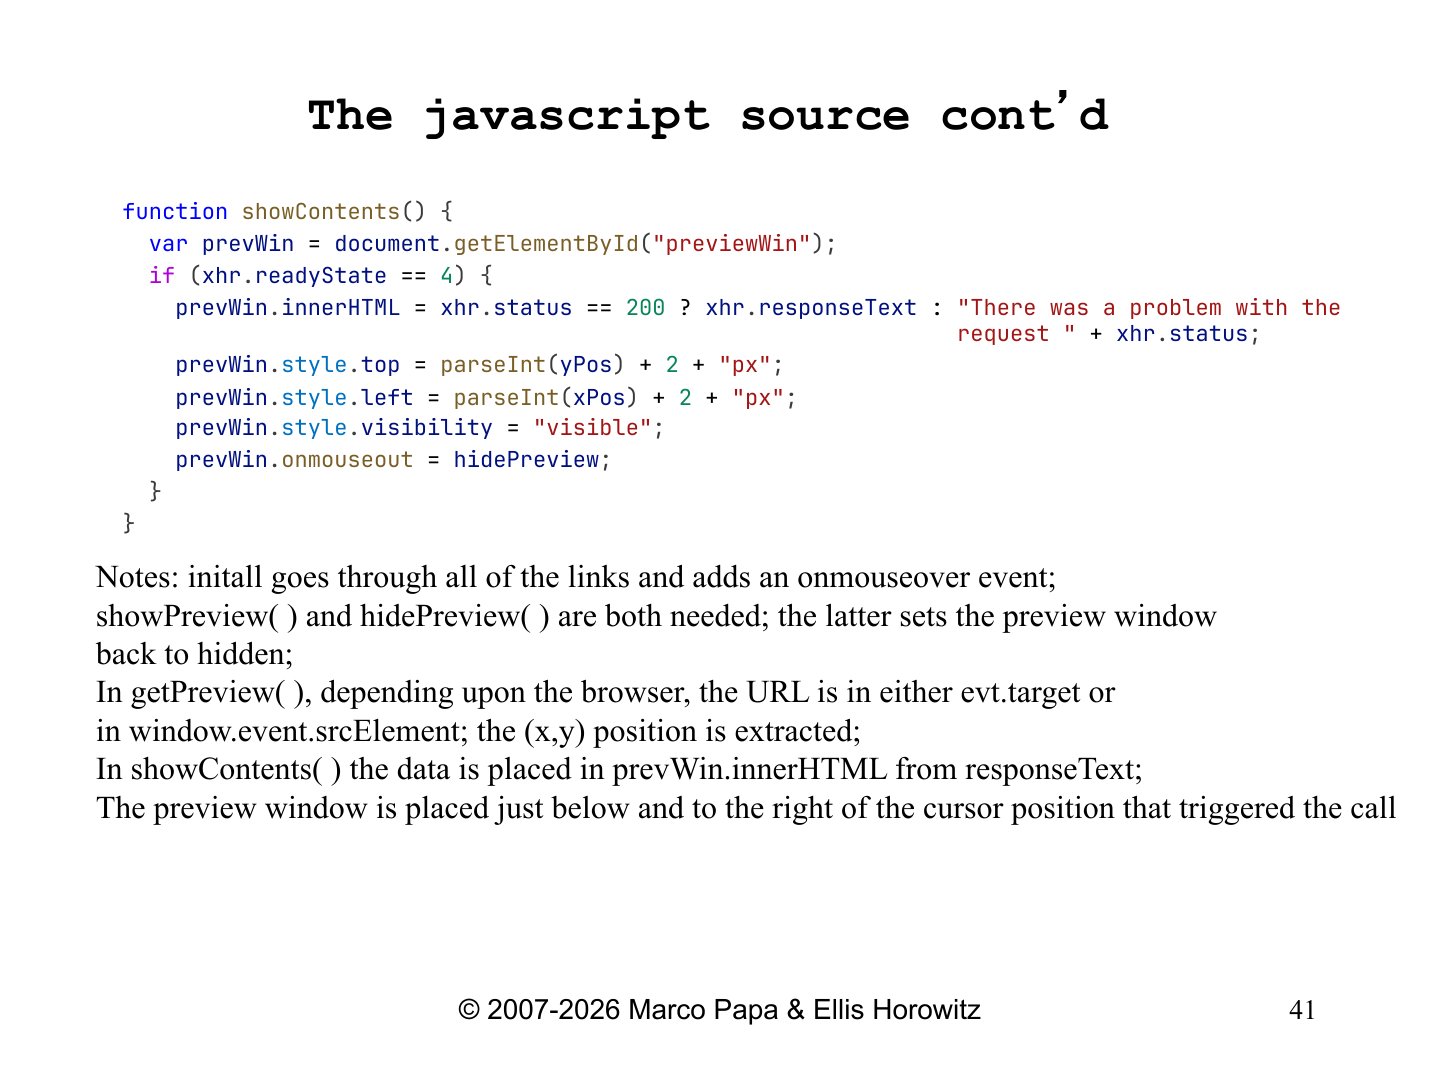 The javascript source cont’d
function showContents() {
  var prevWin = document.getElementById("previewWin");
  if (xhr.readyState == 4) {
    prevWin.innerHTML = xhr.status == 200 ? xhr.responseText : "There was a problem with the
                                                               request " + xhr.status;
    prevWin.style.top = parseInt(yPos) + 2 + "px";
    prevWin.style.left = parseInt(xPos) + 2 + "px";
    prevWin.style.visibility = "visible";
    prevWin.onmouseout = hidePreview;
  }
}
Notes: initall goes through all of the links and adds an onmouseover event;
showPreview( ) and hidePreview( ) are both needed; the latter sets the preview window
back to hidden;
In getPreview( ), depending upon the browser, the URL is in either evt.target or
in window.event.srcElement; the (x,y) position is extracted;
In showContents( ) the data is placed in prevWin.innerHTML from responseText;
The preview window is placed just below and to the right of the cursor position that triggered the call
© 2007-2026 Marco Papa & Ellis Horowitz
41